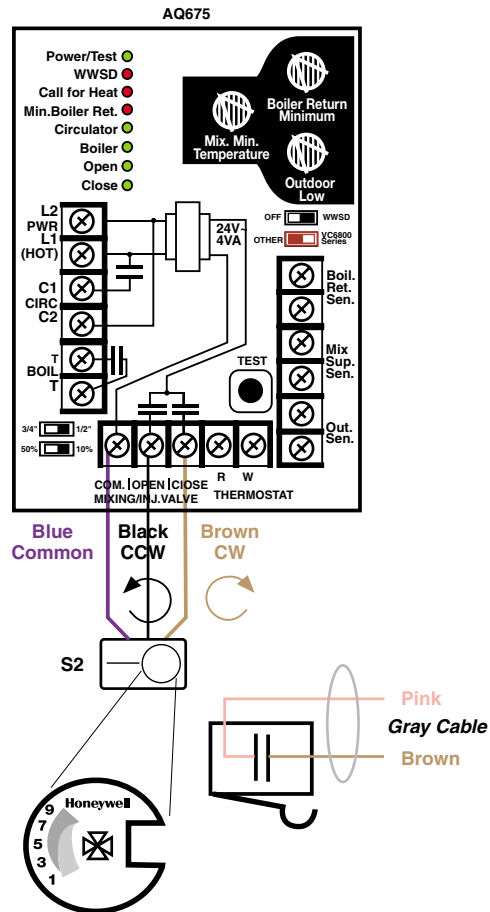 AQ675
Power/Test
WWSD
Call for Heat
Min.Boiler Ret.
Circulator
Boiler
Open
Close
Boiler Return
Minimum
Mix. Min.
Temperature
Outdoor
Low
L2
PWR
L1
(HOT)
C1
CIRC
C2
T
BOIL
T
24V~
4VA
OFF
WWSD
OTHER
VC6800
Series
Boil.
Ret.
Sen.
Mix
Sup.
Sen.
Out.
Sen.
TEST
3/4" 1/2"
50% 10%
COM. | OPEN | CLOSE
MIXING/INJ.VALVE
R W
THERMOSTAT
Blue
Common
Black
CCW
Brown
CW
S2
Pink
Gray Cable
Brown
Honeywell
9
7
5
3
1